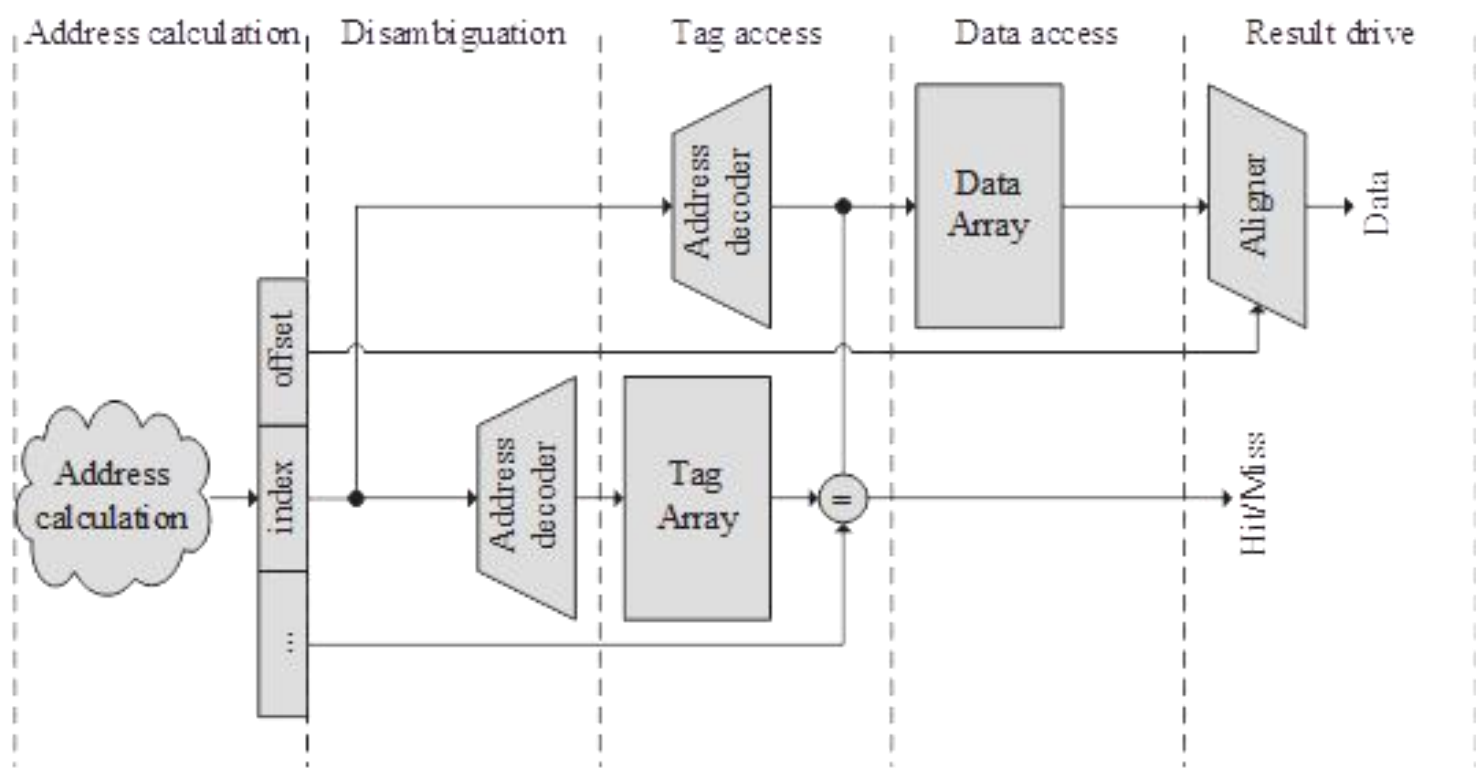 Address calculation
Disambiguation
Tag access
Data access
Result drive
Address
decoder
Data
Array
Aligner
Data
offset
index
...
Address
calculation
Address
decoder
Tag
Array
=
Hit/Miss